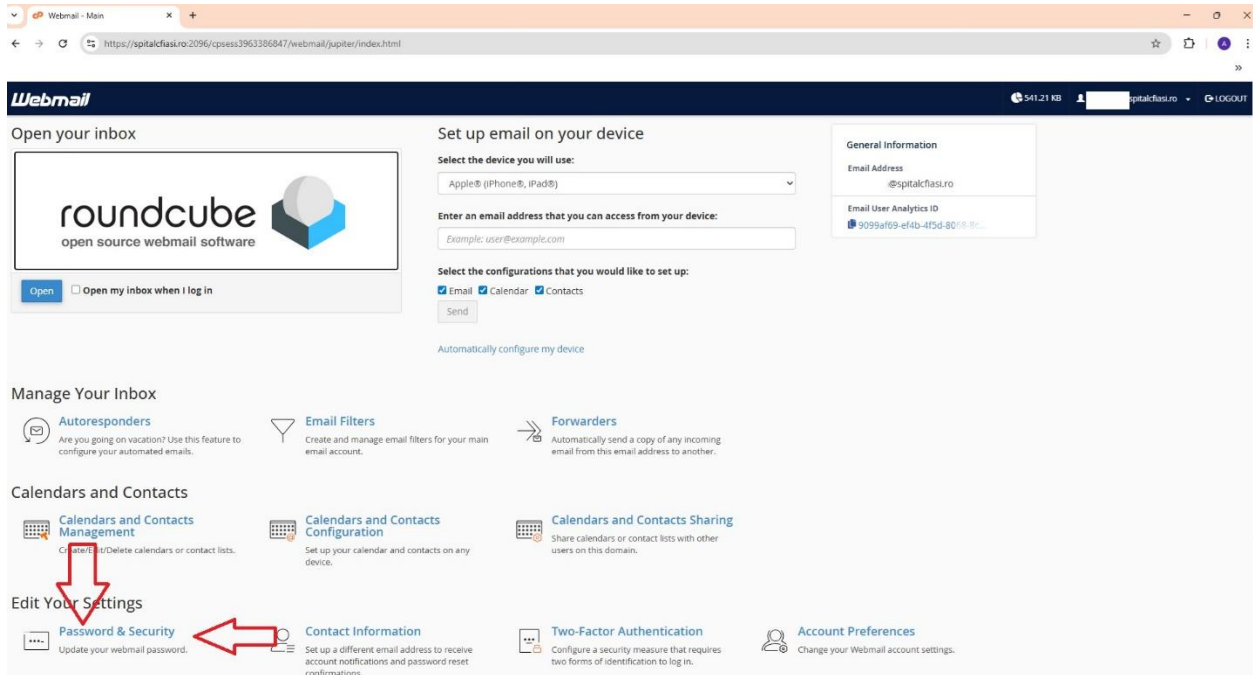 Webmail - Main
https://spitalcfiasi.ro:2096/cpsess3963386847/webmail/jupiter/index.html
Webmail
541.21 KB
spitalcfiasi.ro
LOGOUT
Open your inbox
roundcube
open source webmail software
Open
Open my inbox when I log in
Set up email on your device
Select the device you will use:
Apple® (iPhone®, iPad®)
Enter an email address that you can access from your device:
Example: user@example.com
Select the configurations that you would like to set up:
Email Calendar Contacts
Send
Automatically configure my device
General Information
Email Address
@spitalcfiasi.ro
Email User Analytics ID
9099af69-ef4b-4f5d-80
Manage Your Inbox
Autoresponders
Are you going on vacation? Use this feature to
configure your automated emails.
Email Filters
Create and manage email filters for your main
email account.
Forwarders
Automatically send a copy of any incoming
email from this email address to another.
Calendars and Contacts
Calendars and Contacts
Management
Create/Edit/Delete calendars or contact lists.
Calendars and Contacts
Configuration
Set up your calendar and contacts on any
device.
Calendars and Contacts Sharing
Share calendars or contact lists with other
users on this domain.
Edit Your Settings
Password & Security
Update your webmail password.
Contact Information
Set up a different email address to receive
account notifications and password reset
confirmations.
Two-Factor Authentication
Configure a security measure that requires
two forms of identification to log in.
Account Preferences
Change your Webmail account settings.